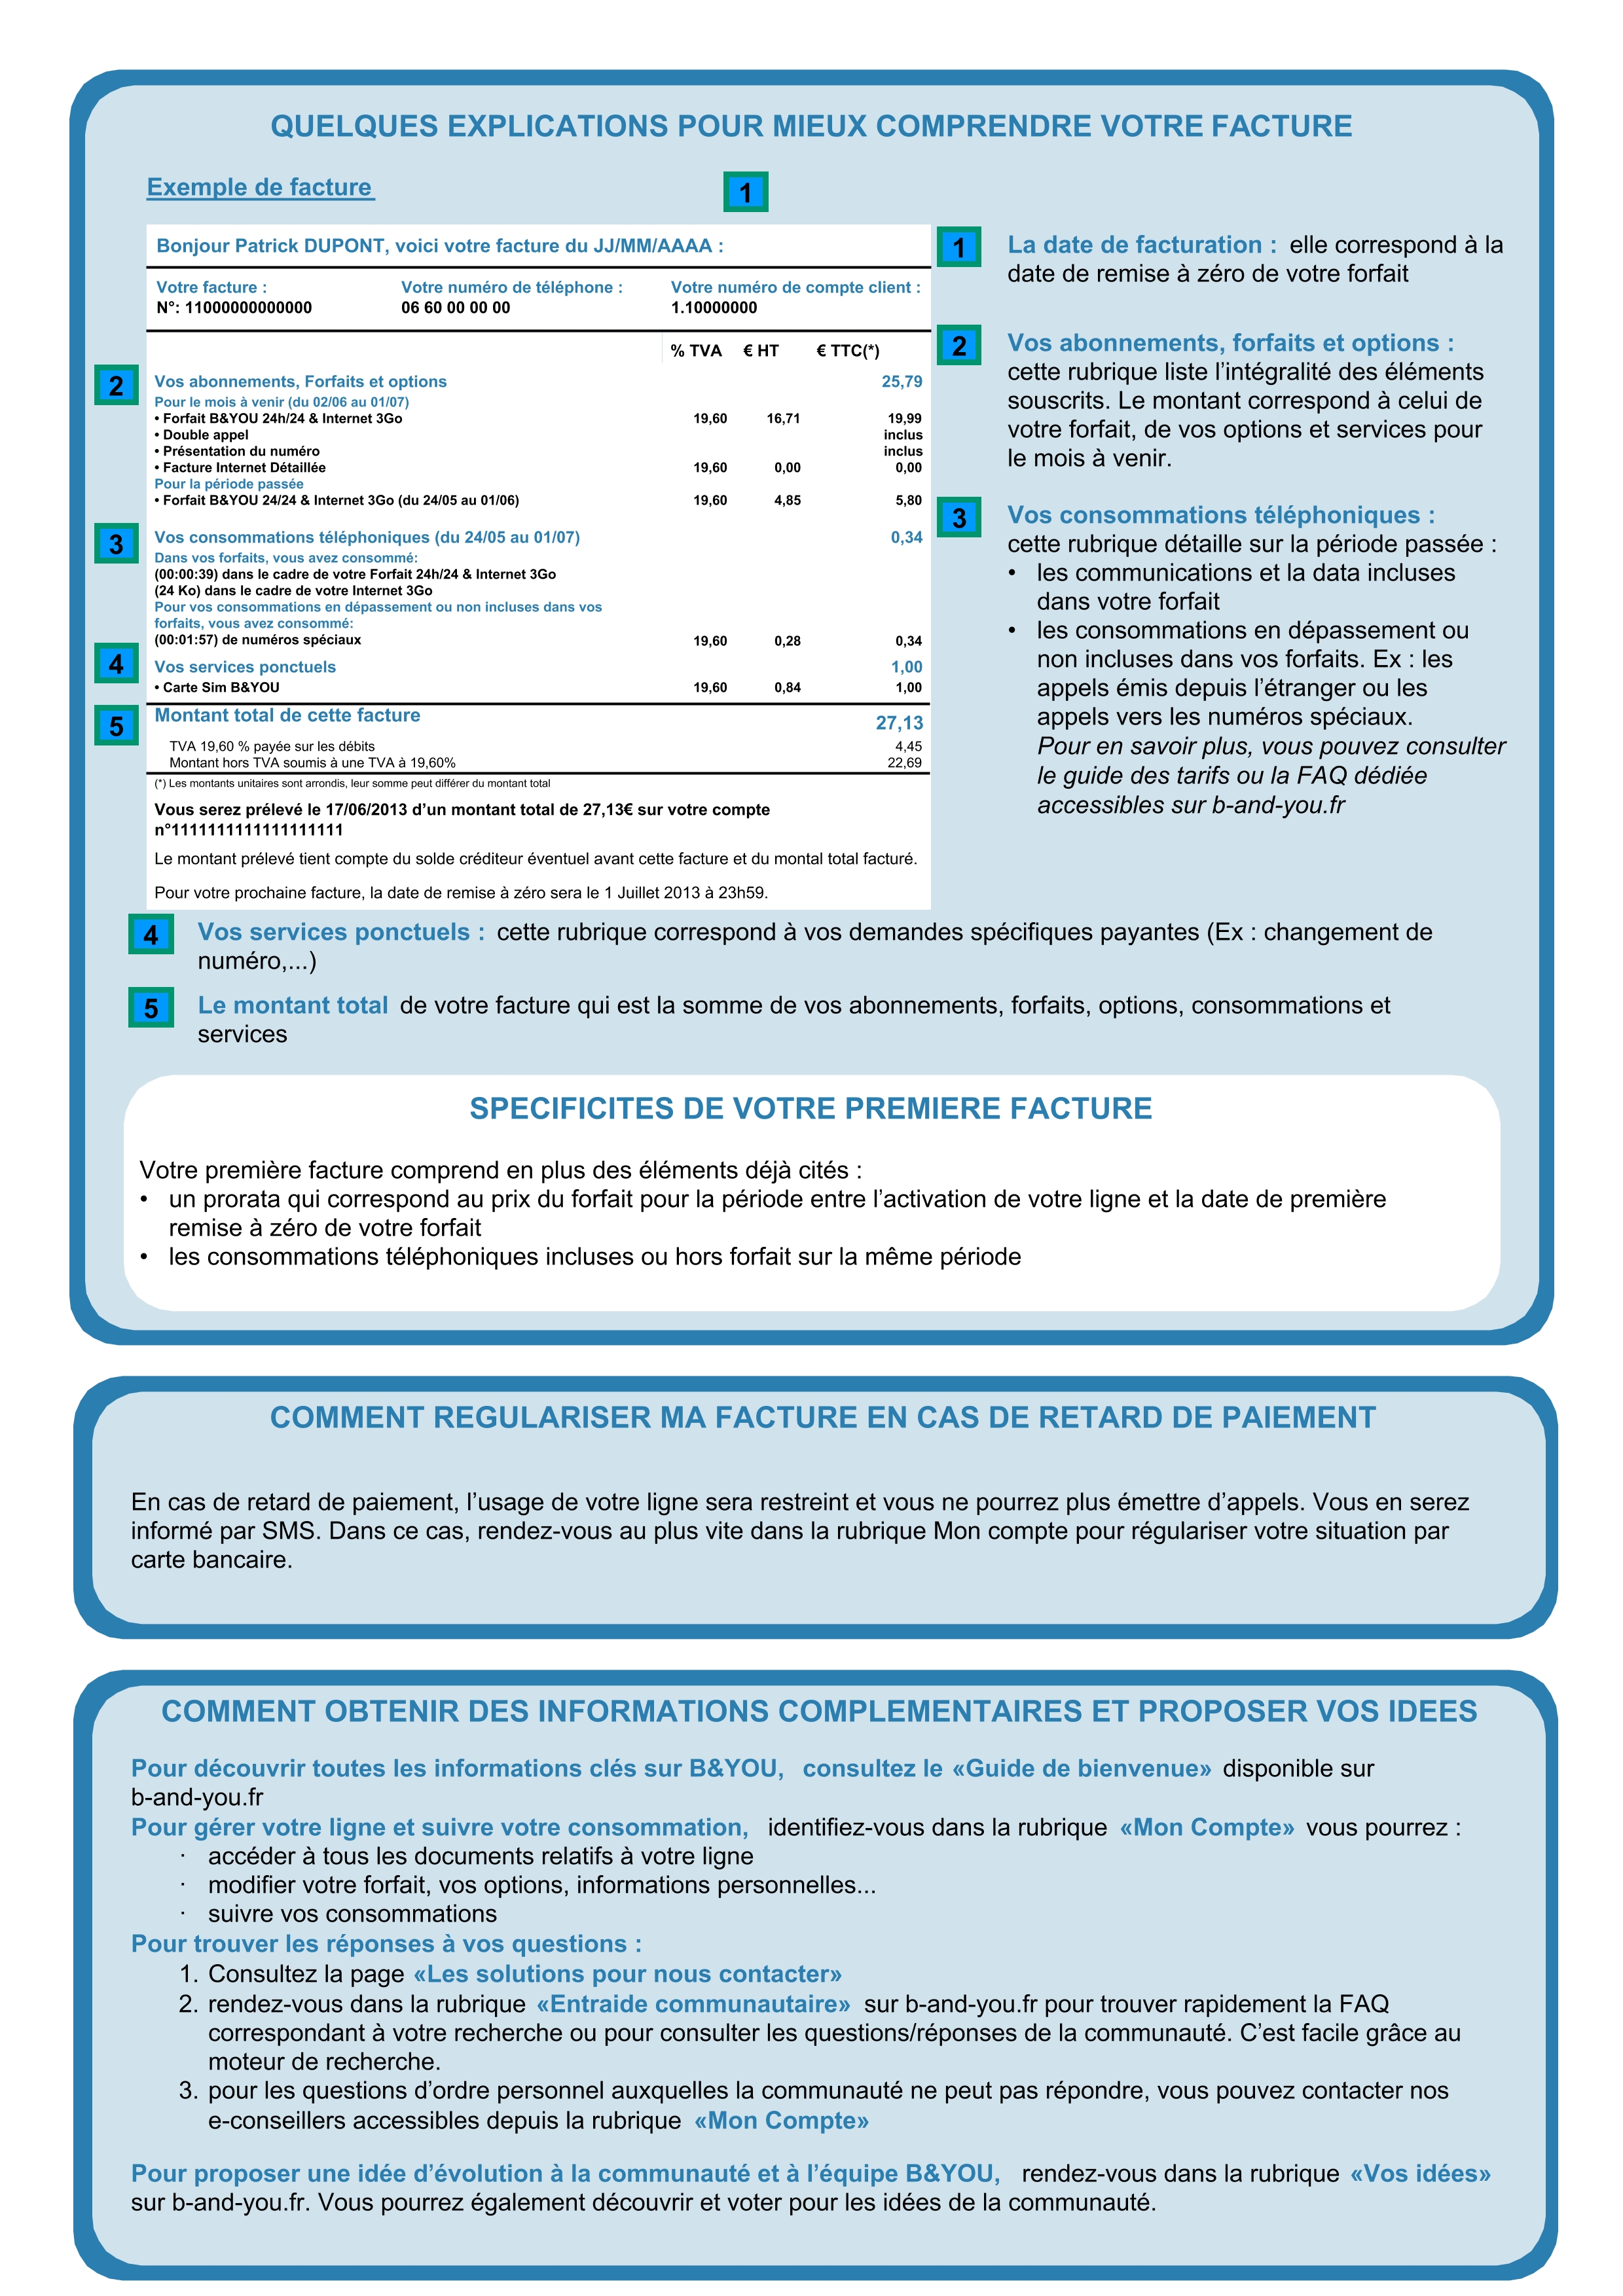 QUELQUES EXPLICATIONS POUR MIEUX COMPRENDRE VOTRE FACTURE
Exemple de facture
1
Bonjour Patrick DUPONT, voici votre facture du JJ/MM/AAAA :
Votre facture : Votre numéro de téléphone : Votre numéro de compte client :
N°: 11000000000000 06 60 00 00 00 1.10000000
% TVA € HT € TTC(*)
2
Vos abonnements, Forfaits et options 25,79
Pour le mois à venir (du 02/06 au 01/07)
• Forfait B&YOU 24h/24 & Internet 3Go 19,60 16,71 19,99
• Double appel inclus
• Présentation du numéro inclus
• Facture Internet Détaillée 19,60 0,00 0,00
Pour la période passée
• Forfait B&YOU 24/24 & Internet 3Go (du 24/05 au 01/06) 19,60 4,85 5,80
3
Vos consommations téléphoniques (du 24/05 au 01/07) 0,34
Dans vos forfaits, vous avez consommé:
(00:00:39) dans le cadre de votre Forfait 24h/24 & Internet 3Go
(24 Ko) dans le cadre de votre Internet 3Go
Pour vos consommations en dépassement ou non incluses dans vos
forfaits, vous avez consommé:
(00:01:57) de numéros spéciaux 19,60 0,28 0,34
4
Vos services ponctuels 1,00
• Carte Sim B&YOU 19,60 0,84 1,00
5
Montant total de cette facture 27,13
TVA 19,60 % payée sur les débits 4,45
Montant hors TVA soumis à une TVA à 19,60% 22,69
(*) Les montants unitaires sont arrondis, leur somme peut différer du montant total
Vous serez prélevé le 17/06/2013 d’un montant total de 27,13€ sur votre compte
n°1111111111111111111
Le montant prélevé tient compte du solde créditeur éventuel avant cette facture et du montal total facturé.
Pour votre prochaine facture, la date de remise à zéro sera le 1 Juillet 2013 à 23h59.
1
La date de facturation : elle correspond à la
date de remise à zéro de votre forfait
2
Vos abonnements, forfaits et options :
cette rubrique liste l’intégralité des éléments
souscrits. Le montant correspond à celui de
votre forfait, de vos options et services pour
le mois à venir.
3
Vos consommations téléphoniques :
cette rubrique détaille sur la période passée :
• les communications et la data incluses
dans votre forfait
• les consommations en dépassement ou
non incluses dans vos forfaits. Ex : les
appels émis depuis l’étranger ou les
appels vers les numéros spéciaux.
Pour en savoir plus, vous pouvez consulter
le guide des tarifs ou la FAQ dédiée
accessibles sur b-and-you.fr
4
Vos services ponctuels : cette rubrique correspond à vos demandes spécifiques payantes (Ex : changement de
numéro,...)
5
Le montant total de votre facture qui est la somme de vos abonnements, forfaits, options, consommations et
services
SPECIFICITES DE VOTRE PREMIERE FACTURE
Votre première facture comprend en plus des éléments déjà cités :
• un prorata qui correspond au prix du forfait pour la période entre l’activation de votre ligne et la date de première
remise à zéro de votre forfait
• les consommations téléphoniques incluses ou hors forfait sur la même période
COMMENT REGULARISER MA FACTURE EN CAS DE RETARD DE PAIEMENT
En cas de retard de paiement, l’usage de votre ligne sera restreint et vous ne pourrez plus émettre d’appels. Vous en serez
informé par SMS. Dans ce cas, rendez-vous au plus vite dans la rubrique Mon compte pour régulariser votre situation par
carte bancaire.
COMMENT OBTENIR DES INFORMATIONS COMPLEMENTAIRES ET PROPOSER VOS IDEES
Pour découvrir toutes les informations clés sur B&YOU, consultez le «Guide de bienvenue» disponible sur
b-and-you.fr
Pour gérer votre ligne et suivre votre consommation, identifiez-vous dans la rubrique «Mon Compte» vous pourrez :
· accéder à tous les documents relatifs à votre ligne
· modifier votre forfait, vos options, informations personnelles...
· suivre vos consommations
Pour trouver les réponses à vos questions :
1. Consultez la page «Les solutions pour nous contacter»
2. rendez-vous dans la rubrique «Entraide communautaire» sur b-and-you.fr pour trouver rapidement la FAQ
correspondant à votre recherche ou pour consulter les questions/réponses de la communauté. C’est facile grâce au
moteur de recherche.
3. pour les questions d’ordre personnel auxquelles la communauté ne peut pas répondre, vous pouvez contacter nos
e-conseillers accessibles depuis la rubrique «Mon Compte»
Pour proposer une idée d’évolution à la communauté et à l’équipe B&YOU, rendez-vous dans la rubrique «Vos idées»
sur b-and-you.fr. Vous pourrez également découvrir et voter pour les idées de la communauté.